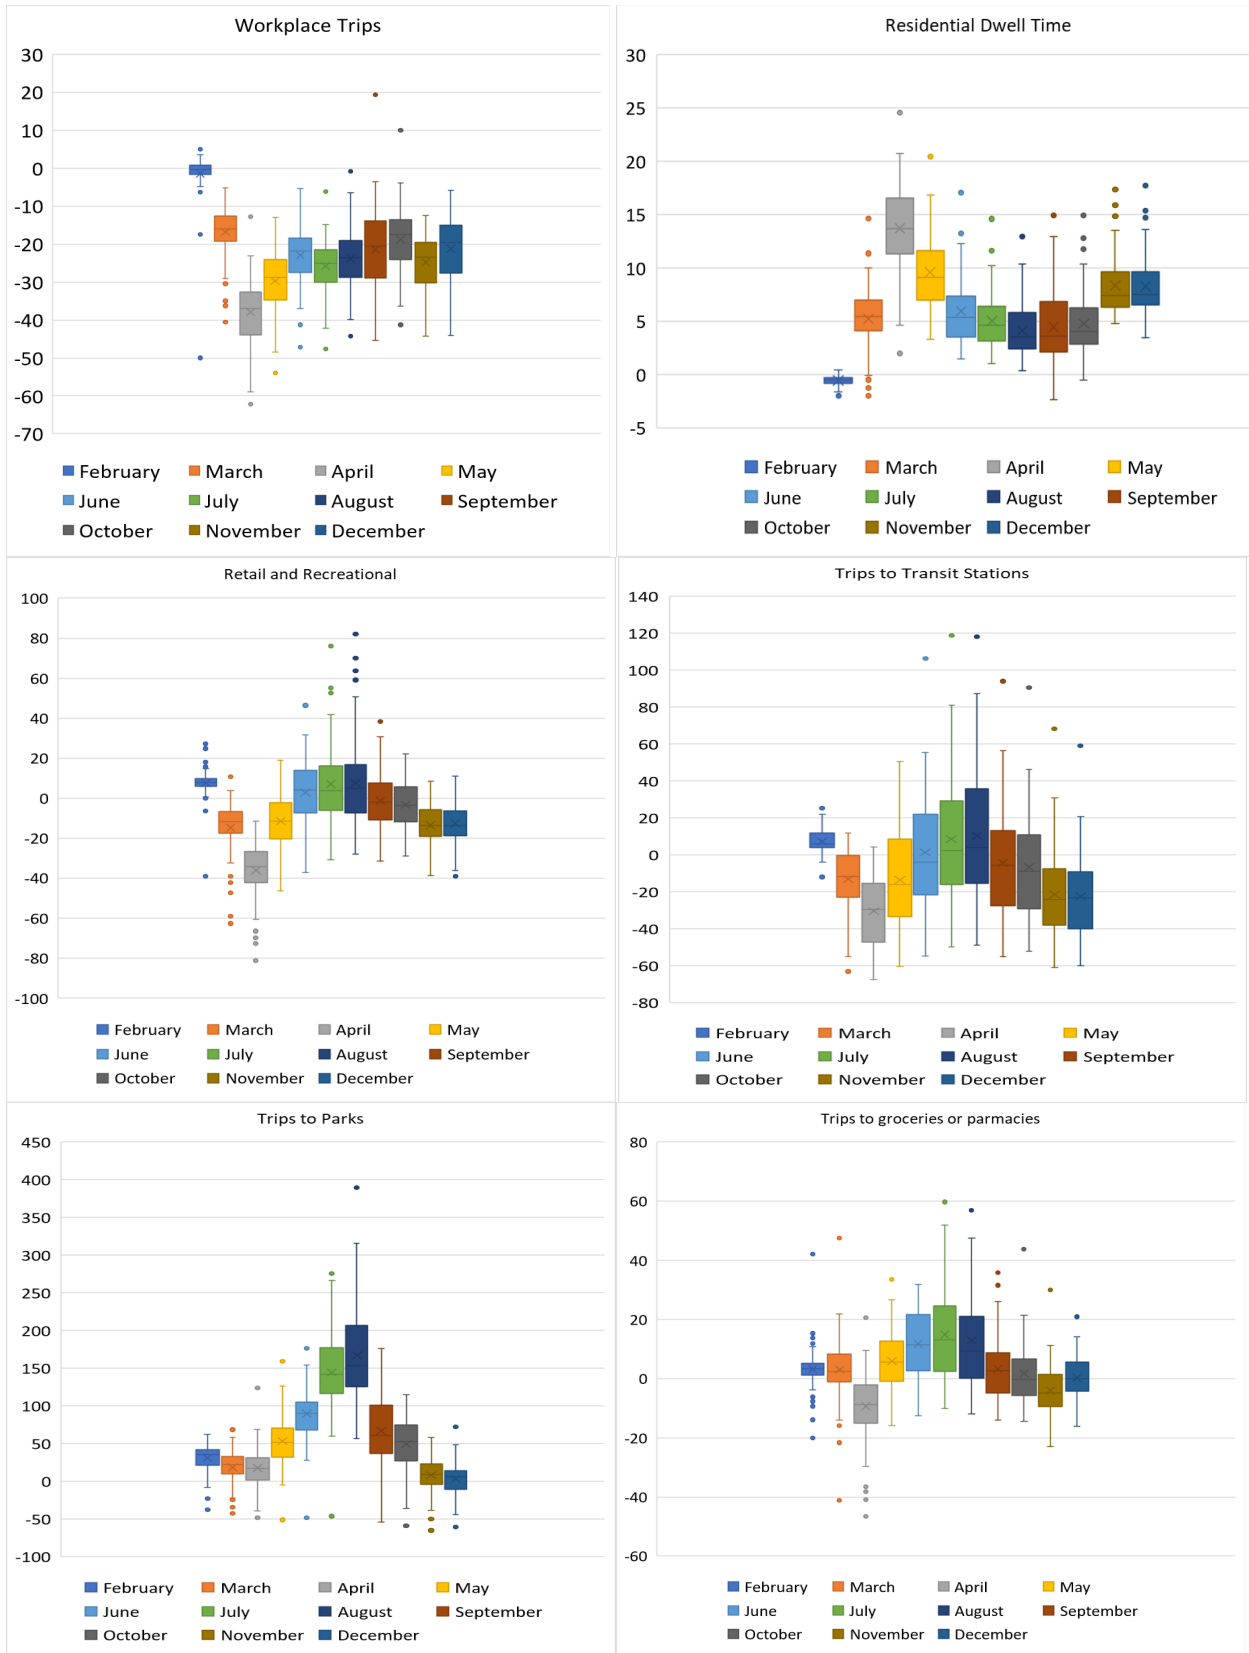 Workplace Trips
30
20
10
0
-10
-20
-30
-40
-50
-60
-70
February March April May
June July August September
October November December
Residential Dwell Time
30
25
20
15
10
5
0
-5
February March April May
June July August September
October November December
Retail and Recreational
100
80
60
40
20
0
-20
-40
-60
-80
-100
February March April May
June July August September
October November December
Trips to Transit Stations
140
120
100
80
60
40
20
0
-20
-40
-60
-80
February March April May
June July August September
October November December
Trips to Parks
450
400
350
300
250
200
150
100
50
0
-50
-100
February March April May
June July August September
October November December
Trips to groceries or parmacies
80
60
40
20
0
-20
-40
-60
February March April May
June July August September
October November December